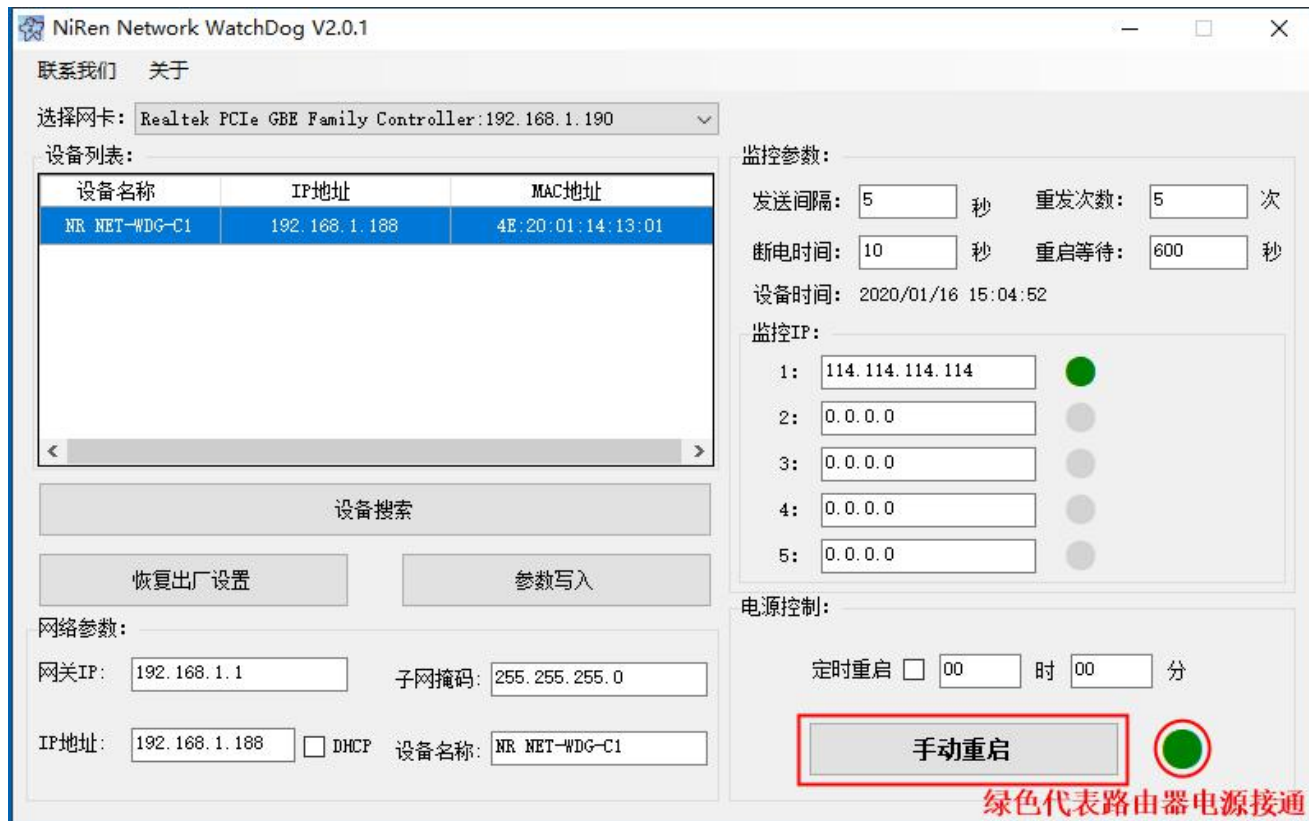 NiRen Network WatchDog V2.0.1
联系我们 关于
选择网卡: Realtek PCIe GBE Family Controller:192.168.1.190
设备列表:
设备名称 IP地址 MAC地址
NR NET-WDG-C1 192.168.1.188 4E:20:01:14:13:01
设备搜索
恢复出厂设置 参数写入
网络参数:
网关IP: 192.168.1.1 子网掩码: 255.255.255.0
IP地址: 192.168.1.188 DHCP 设备名称: NR NET-WDG-C1
监控参数:
发送间隔: 5 秒 重发次数: 5 次
断电时间: 10 秒 重启等待: 600 秒
设备时间: 2020/01/16 15:04:52
监控IP:
1: 114.114.114.114
2: 0.0.0.0
3: 0.0.0.0
4: 0.0.0.0
5: 0.0.0.0
电源控制:
定时重启 00 时 00 分
手动重启
绿色代表路由器电源接通